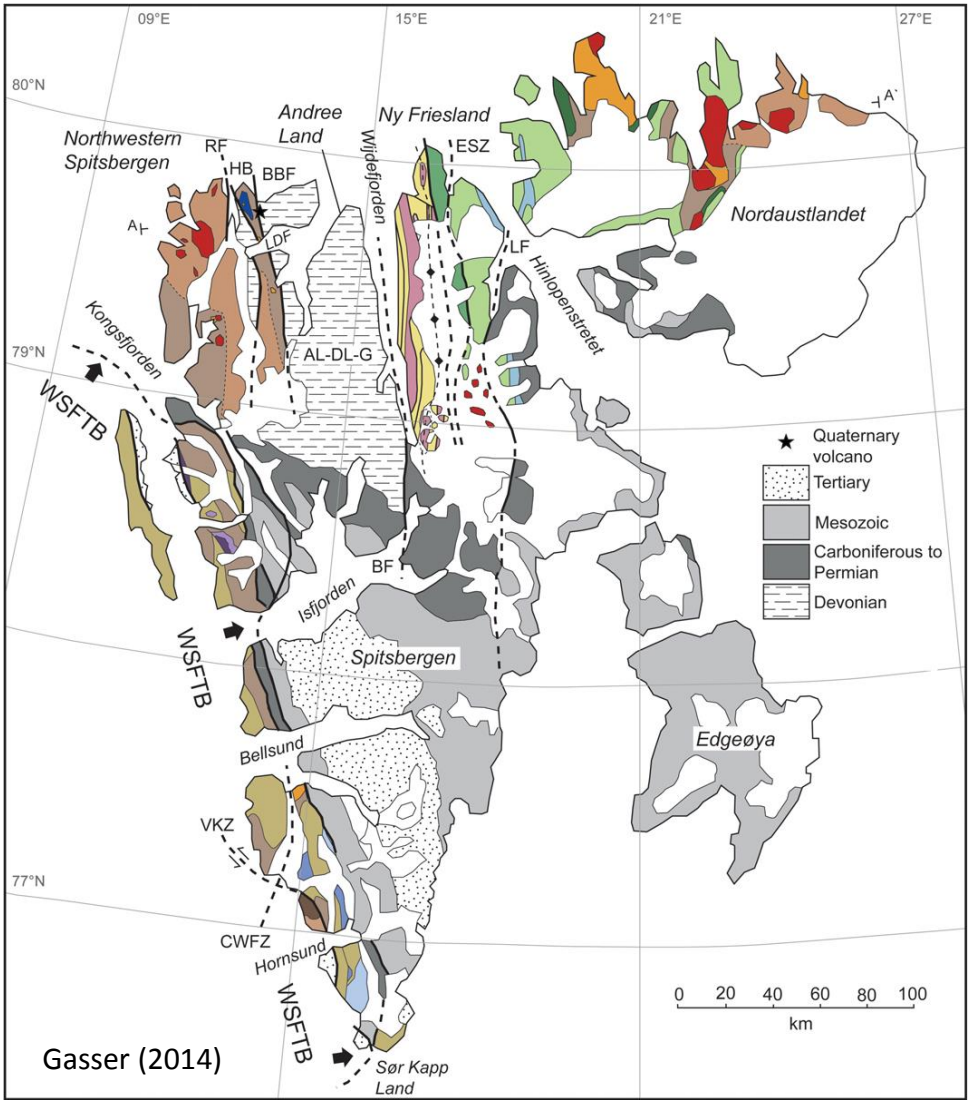 09°E
15°E
21°E
27°E
80°N
79°N
77°N
Northwestern
Spitsbergen
RF
HB
BBF
Andree
Land
Wijdefjorden
Ny Friesland
ESZ
A
A'
LDF
LF
Hinlopenstretet
Nordaustlandet
Kongsfjorden
WSFTB
AL-DL-G
BF
Isfjorden
WSFTB
Spitsbergen
Bellsund
Edgeøya
VKZ
CWFZ
Hornsund
WSFTB
Sør Kapp
Land
Quaternary
volcano
Tertiary
Mesozoic
Carboniferous to
Permian
Devonian
0 20 40 60 80 100
km
Gasser (2014)